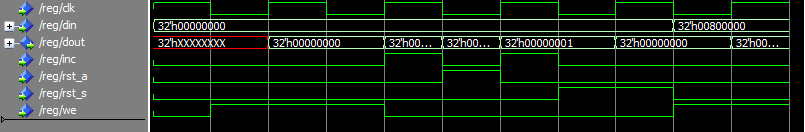 /reg/clk
/reg/din 32'h00000000 32'h00800000
/reg/dout 32'hXXXXXXXX 32'h00000000 32'h00... 32'h00... 32'h00000001 32'h00000000 32'h00...
/reg/inc
/reg/rst_a
/reg/rst_s
/reg/we